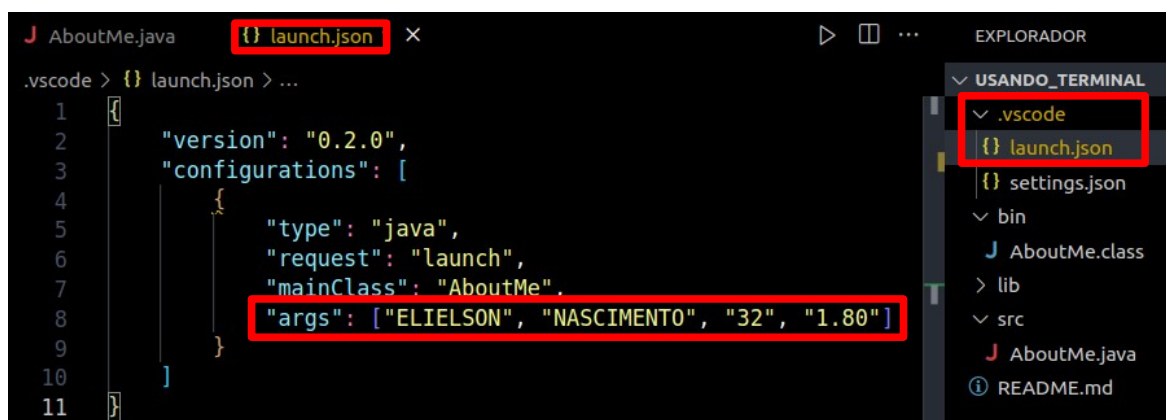 J AboutMe.java
{} launch.json ×
.vscode > {} launch.json > ...
1 {
2 "version": "0.2.0",
3 "configurations": [
4 {
5 "type": "java",
6 "request": "launch",
7 "mainClass": "AboutMe",
8 "args": ["ELIELSON", "NASCIMENTO", "32", "1.80"]
9 }
10 ]
11 }
EXPLORADOR
USANDO_TERMINAL
.vscode
{} launch.json
{} settings.json
bin
J AboutMe.class
> lib
src
J AboutMe.java
README.md